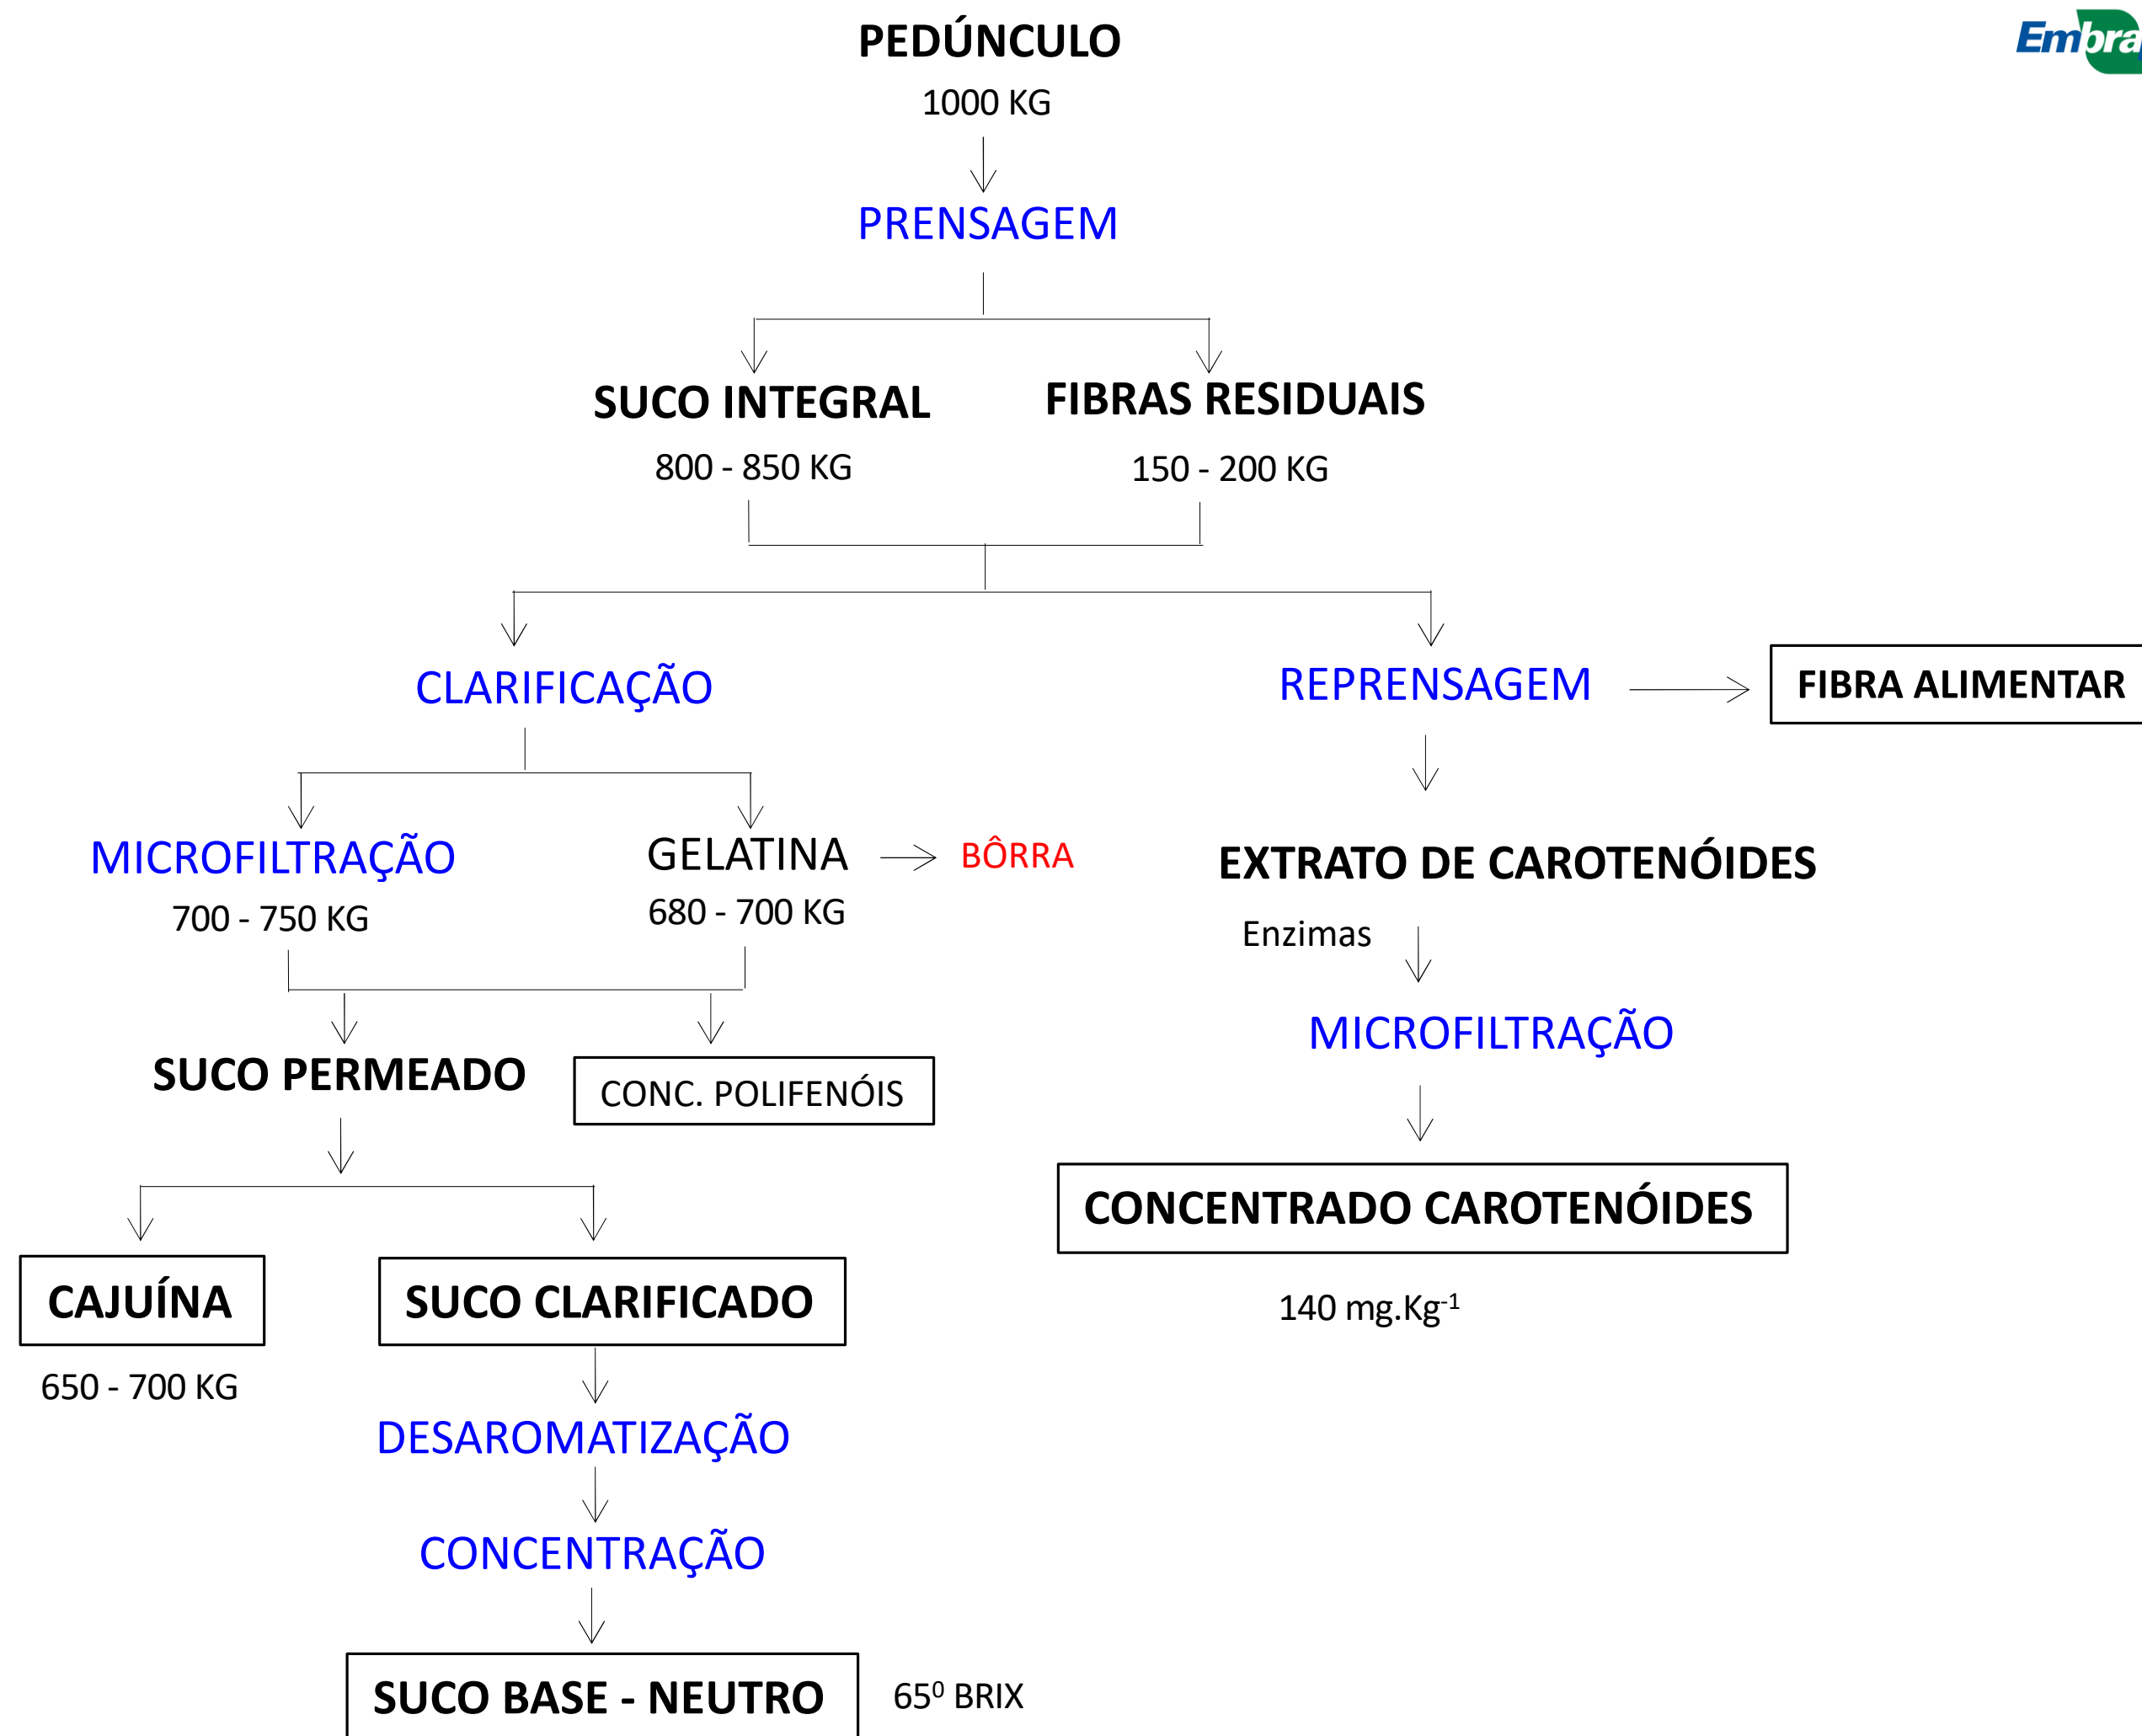 PEDÚNCULO
1000 KG
PRENSAGEM
SUCO INTEGRAL
FIBRAS RESIDUAIS
800 - 850 KG
150 - 200 KG
CLARIFICAÇÃO
REPRENSAGEM
FIBRA ALIMENTAR
MICROFILTRAÇÃO
GELATINA
BÔRRA
EXTRATO DE CAROTENÓIDES
700 - 750 KG
680 - 700 KG
Enzimas
MICROFILTRAÇÃO
SUCO PERMEADO
CONC. POLIFENÓIS
CONCENTRADO CAROTENÓIDES
CAJUÍNA
SUCO CLARIFICADO
140 mg.Kg⁻¹
650 - 700 KG
DESAROMATIZAÇÃO
CONCENTRAÇÃO
SUCO BASE - NEUTRO
65⁰ BRIX